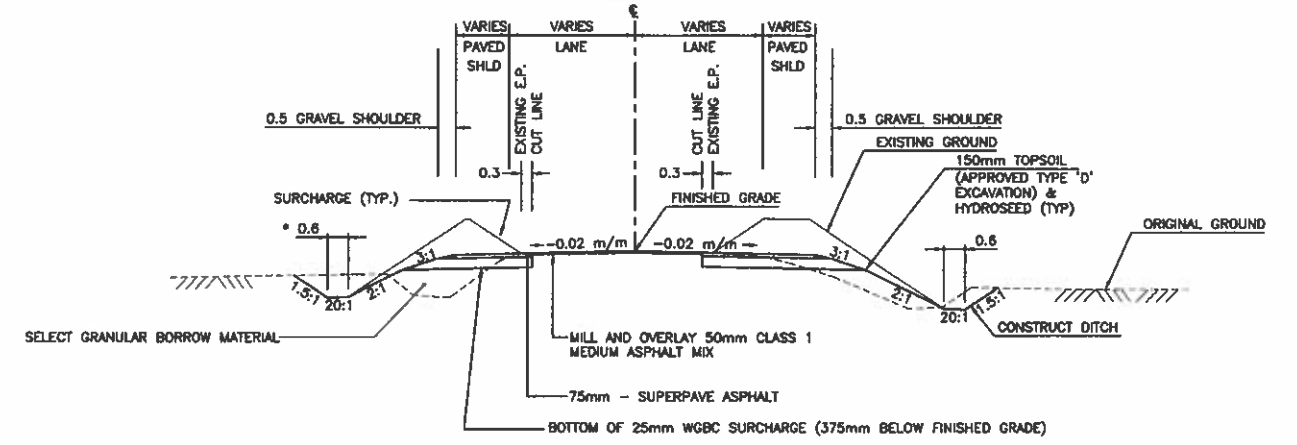 ℄
VARIES
VARIES
VARIES
VARIES
PAVED
SHLD
LANE
LANE
PAVED
SHLD
EXISTING E.P.
CUT LINE
CUT LINE
EXISTING E.P.
0.5 GRAVEL SHOULDER
0.5 GRAVEL SHOULDER
EXISTING GROUND
0.3
0.3
150mm TOPSOIL
(APPROVED TYPE 'D'
EXCAVATION) &
HYDROSEED (TYP)
SURCHARGE (TYP.)
FINISHED GRADE
ORIGINAL GROUND
* 0.6
0.6
-0.02 m/m
-0.02 m/m
3:1
3:1
1.5:1
20:1
2:1
2:1
20:1
1.5:1
SELECT GRANULAR BORROW MATERIAL
CONSTRUCT DITCH
MILL AND OVERLAY 50mm CLASS 1
MEDIUM ASPHALT MIX
75mm - SUPERPAVE ASPHALT
BOTTOM OF 25mm WGBC SURCHARGE (375mm BELOW FINISHED GRADE)